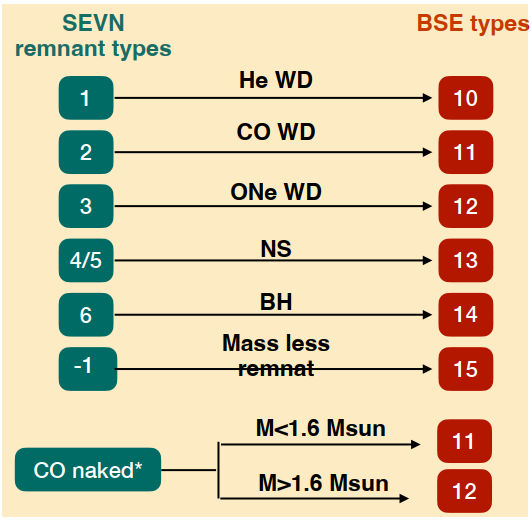 SEVN
remnant types
BSE types
1
He WD
10
2
CO WD
11
3
ONe WD
12
4/5
NS
13
6
BH
14
-1
Mass less
remnat
15
CO naked*
M<1.6 Msun
11
M>1.6 Msun
12